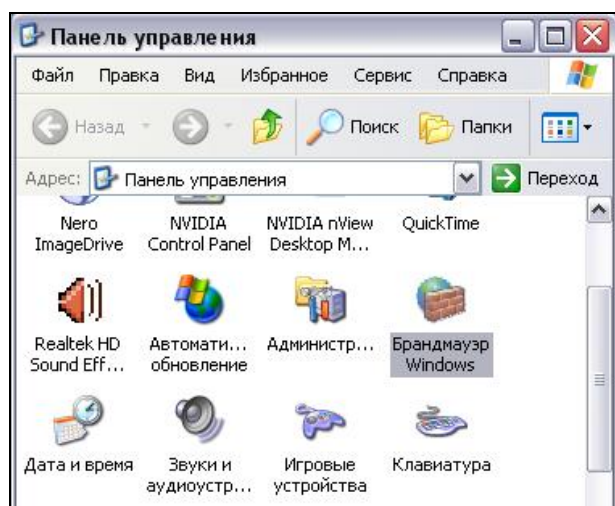 Панель управления
Файл Правка Вид Избранное Сервис Справка
Назад Поиск Папки
Адрес: Панель управления Переход
Nero ImageDrive
NVIDIA Control Panel
NVIDIA nView Desktop M...
QuickTime
Realtek HD Sound Eff...
Автомати... обновление
Администр...
Брандмауэр Windows
Дата и время
Звуки и аудиоустр...
Игровые устройства
Клавиатура